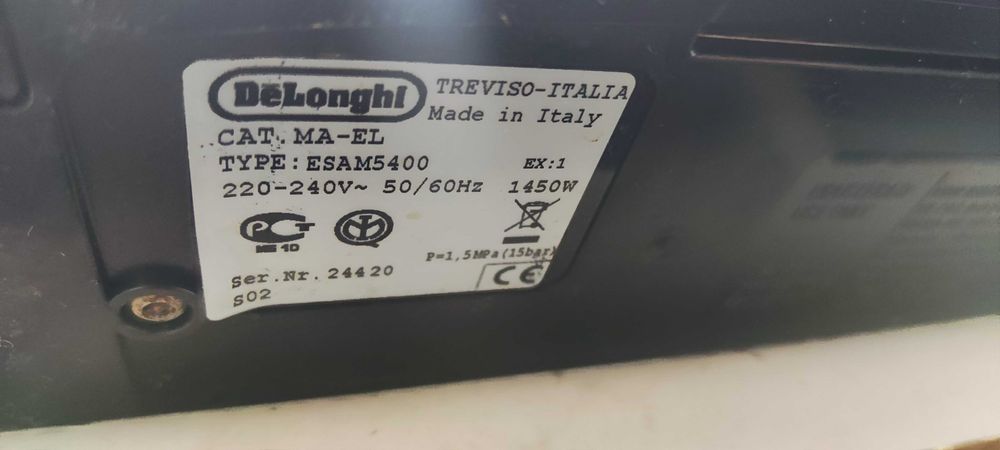 DeLonghi
TREVISO-ITALIA
Made in Italy
CAT. MA-EL
TYPE: ESAM5400
EX:1
220-240V~ 50/60Hz 1450W
P=1,5MPa(15bar)
CE
Ser.Nr. 24420
S02